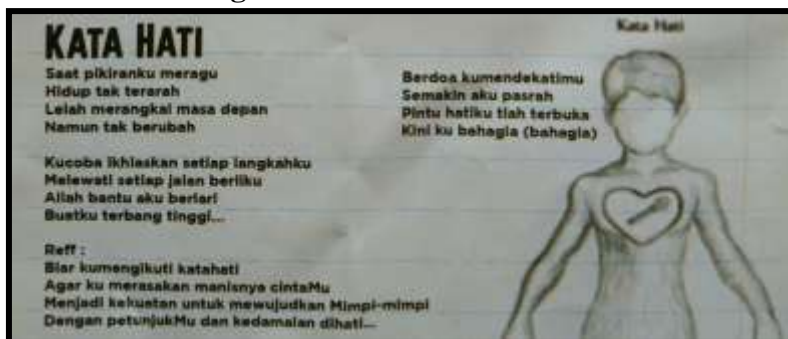 Kata Hati
KATA HATI
Saat pikiranku meragu
Hidup tak terarah
Lelah merangkai masa depan
Namun tak berubah
Kucoba ikhlaskan setiap langkahku
Melewati setiap jalan berliku
Allah bantu aku berlari
Buatku terbang tinggi...
Reff :
Biar kumengikuti katahati
Agar ku merasakan manisnya cintaMu
Menjadi kekuatan untuk mewujudkan Mimpi-mimpi
Dengan petunjukMu dan kedamaian dihati...
Berdoa kumendekatimu
Semakin aku pasrah
Pintu hatiku tlah terbuka
Kini ku bahagia (bahagia)